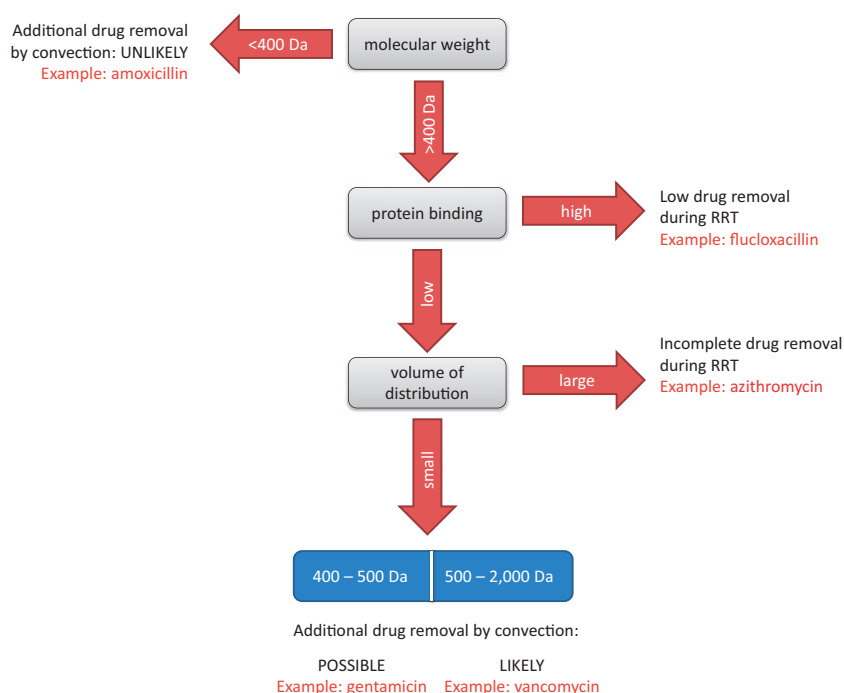 Additional drug removal
by convection: UNLIKELY
Example: amoxicillin
<400 Da
molecular weight
>400 Da
protein binding
high
Low drug removal
during RRT
Example: flucloxacillin
low
volume of
distribution
large
Incomplete drug removal
during RRT
Example: azithromycin
small
400 – 500 Da
500 – 2,000 Da
Additional drug removal by convection:
POSSIBLE
Example: gentamicin
LIKELY
Example: vancomycin